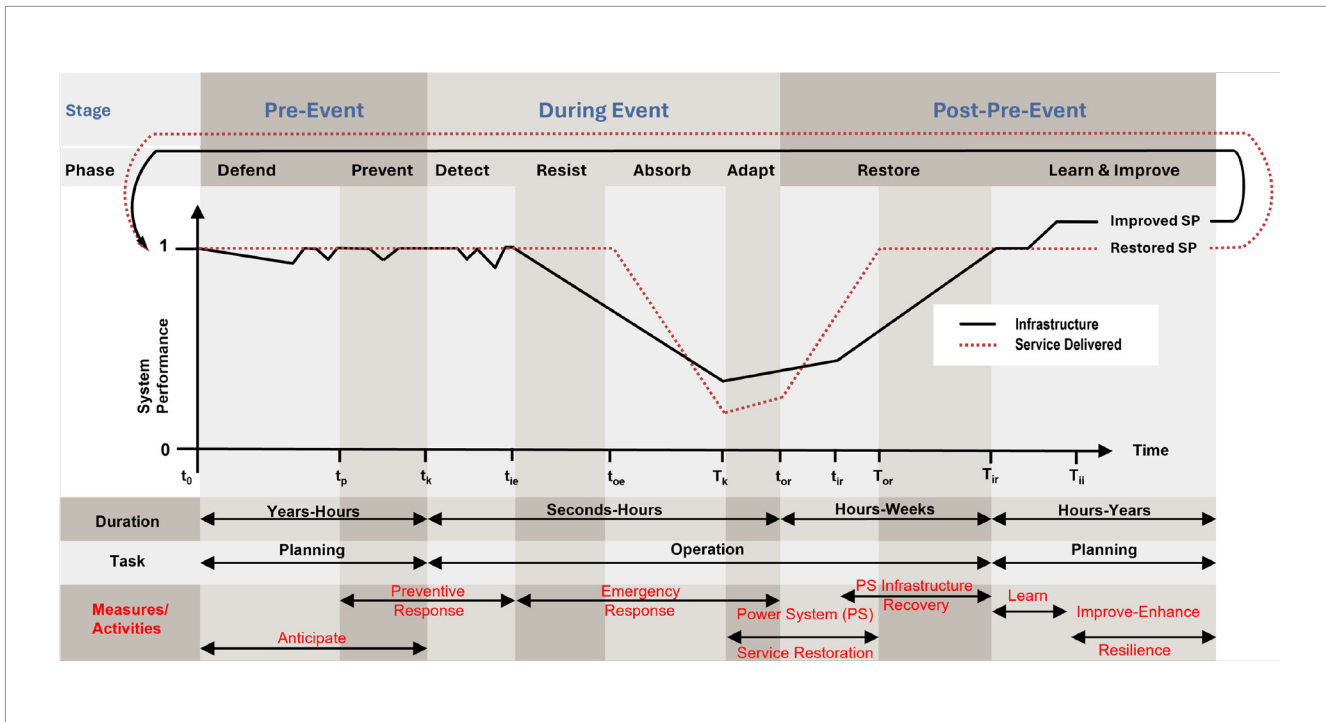 Stage Pre-Event During Event Post-Pre-Event
Phase Defend Prevent Detect Resist Absorb Adapt Restore Learn & Improve
Improved SP
1
Restored SP
Infrastructure
Service Delivered
System
Performance
0
Time
t0 tp tk tie toe Tk tor tir Tor Tir Tii
Duration Years-Hours Seconds-Hours Hours-Weeks Hours-Years
Task Planning Operation Planning
Measures/
Activities
Preventive
Response
Emergency
Response
PS Infrastructure
Recovery
Learn
Power System (PS)
Improve-Enhance
Anticipate
Service Restoration
Resilience